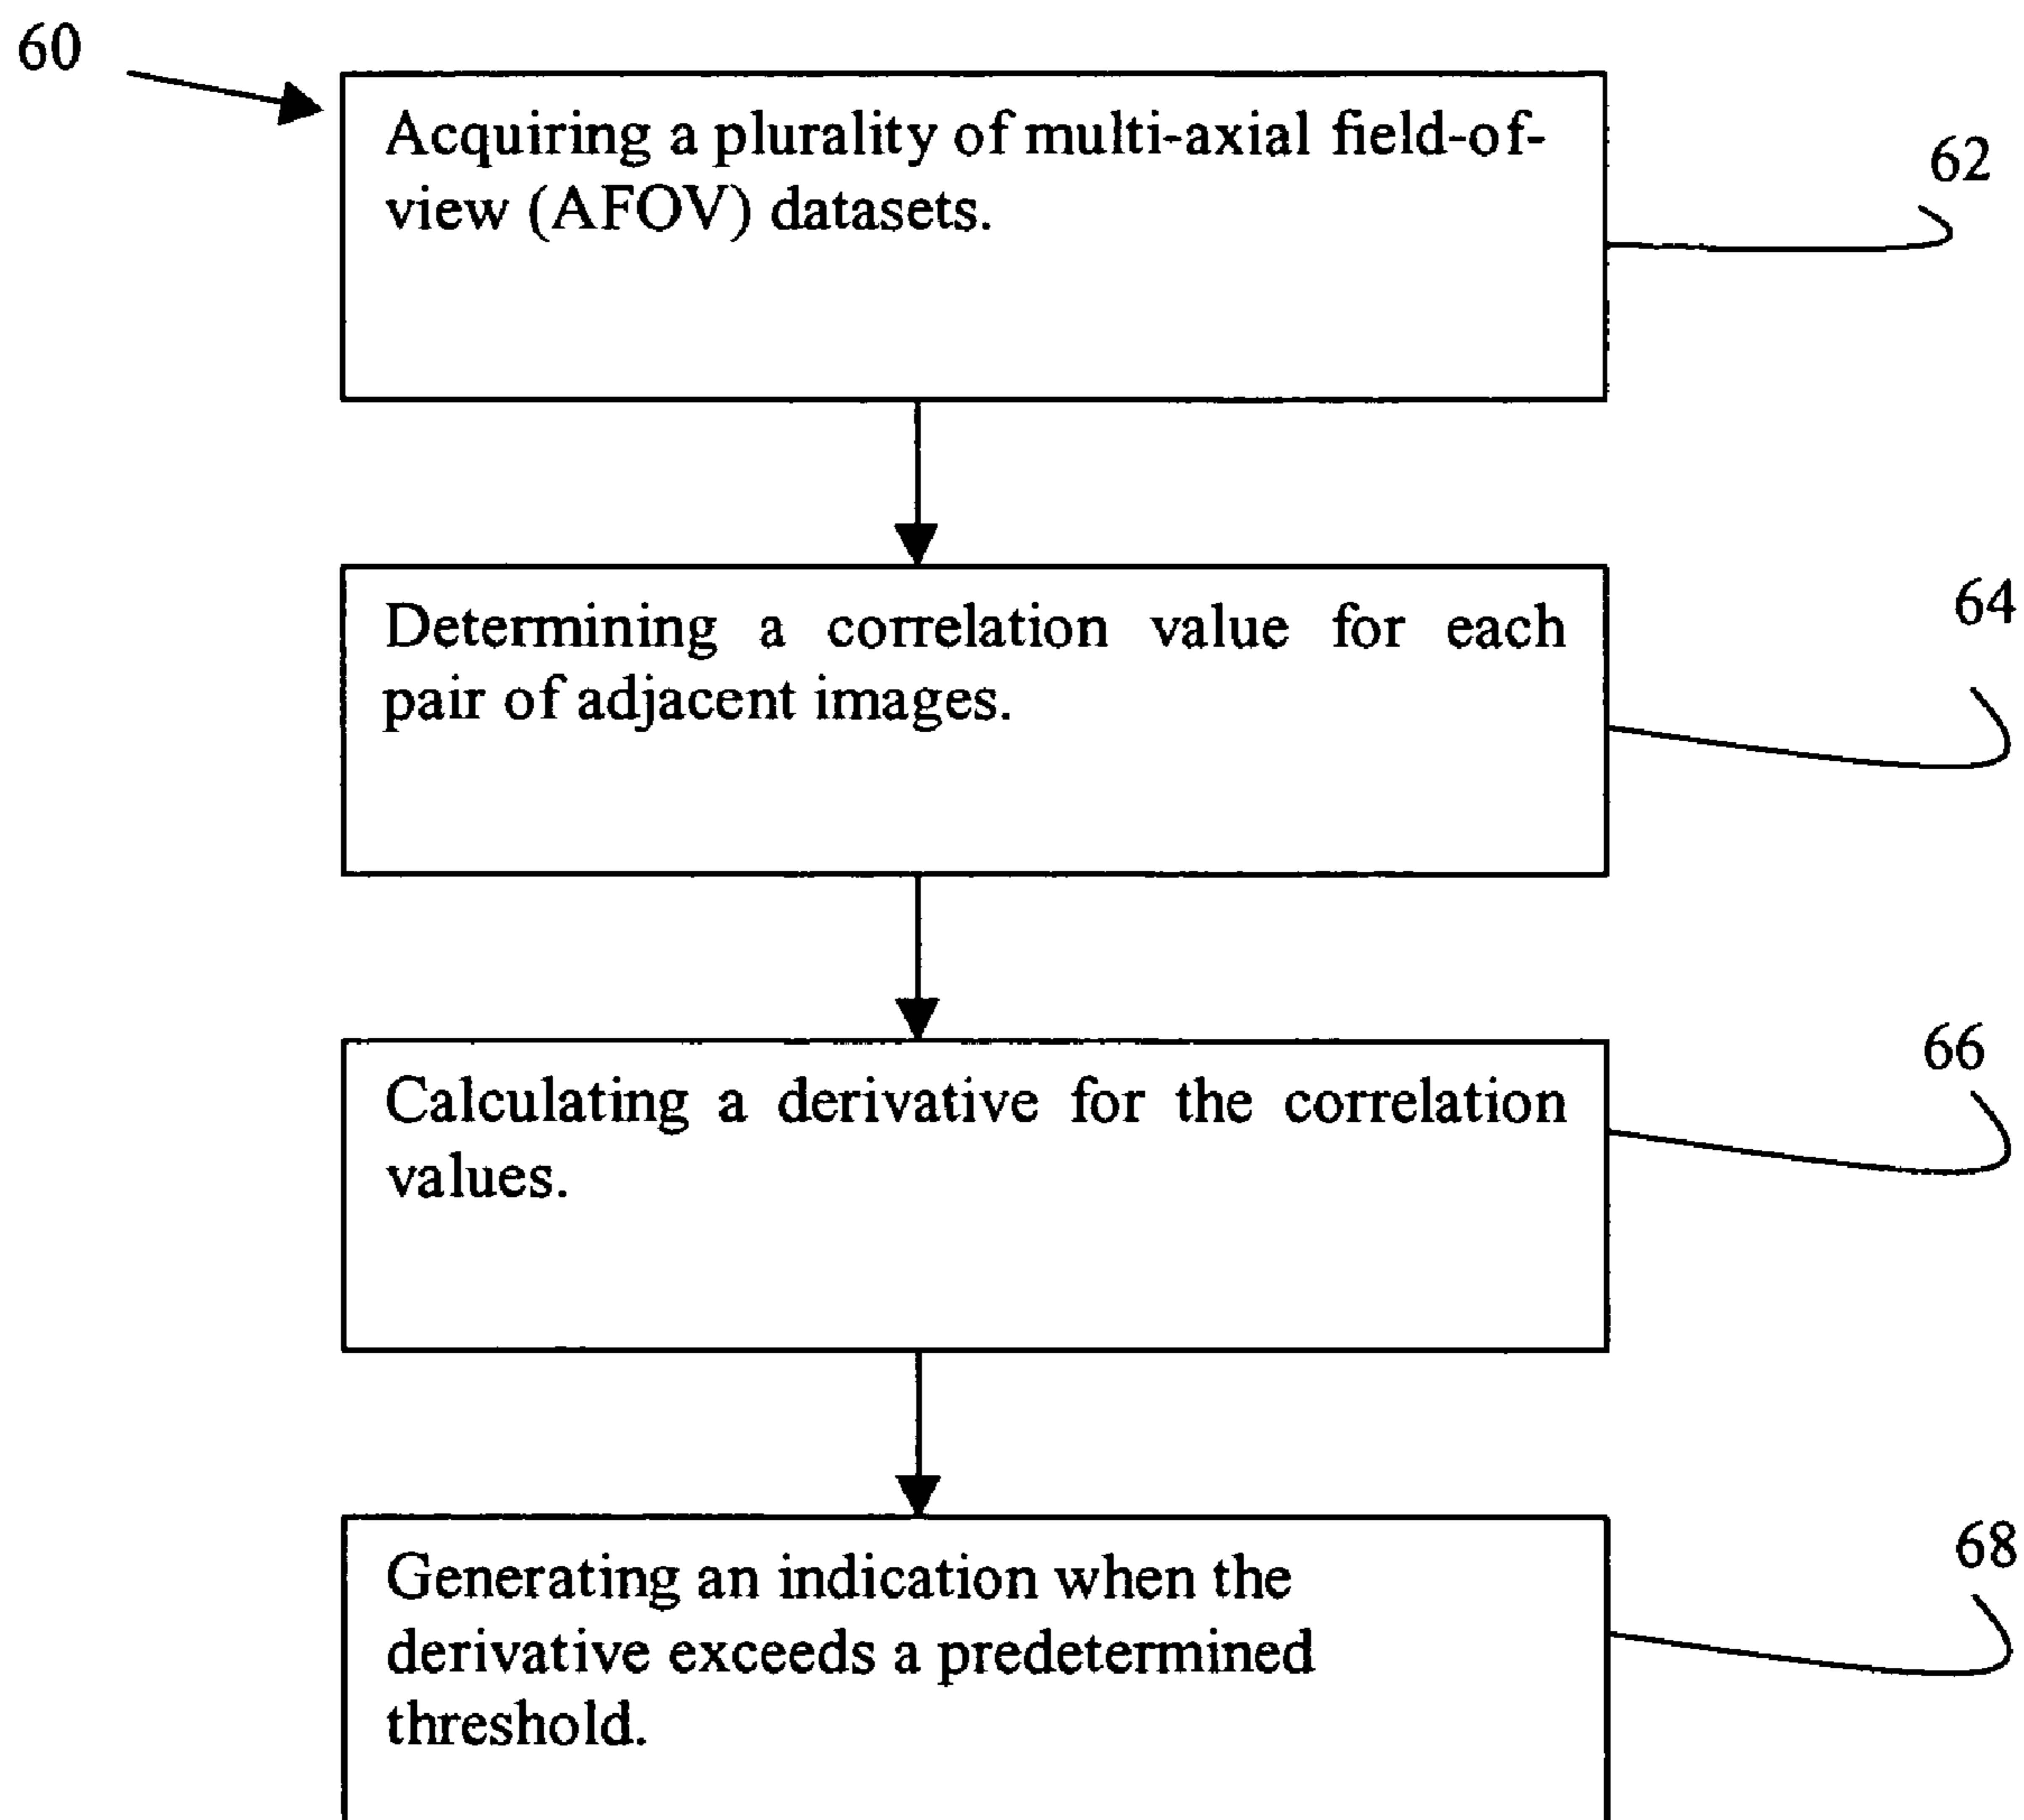 60
Acquiring a plurality of multi-axial field-of-
view (AFOV) datasets.
62
Determining a correlation value for each
pair of adjacent images.
64
Calculating a derivative for the correlation
values.
66
Generating an indication when the
derivative exceeds a predetermined
threshold.
68